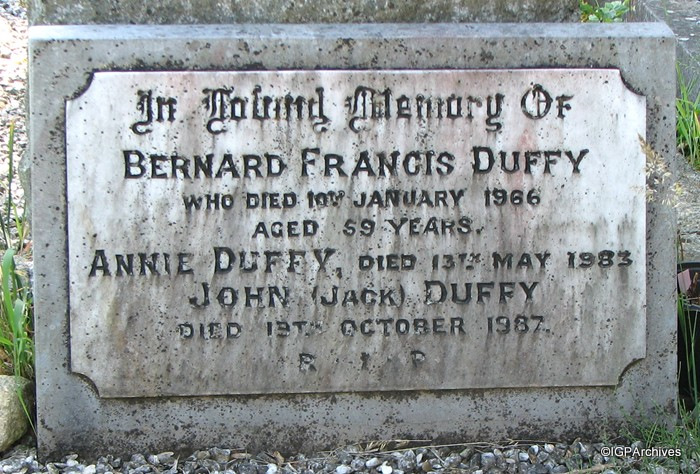 In Loving Memory Of
BERNARD FRANCIS DUFFY
WHO DIED 10TH JANUARY 1966
AGED 59 YEARS.
ANNIE DUFFY, DIED 13TH MAY 1983
JOHN (JACK) DUFFY
DIED 19TH OCTOBER 1987.
R I P
©IGPArchives